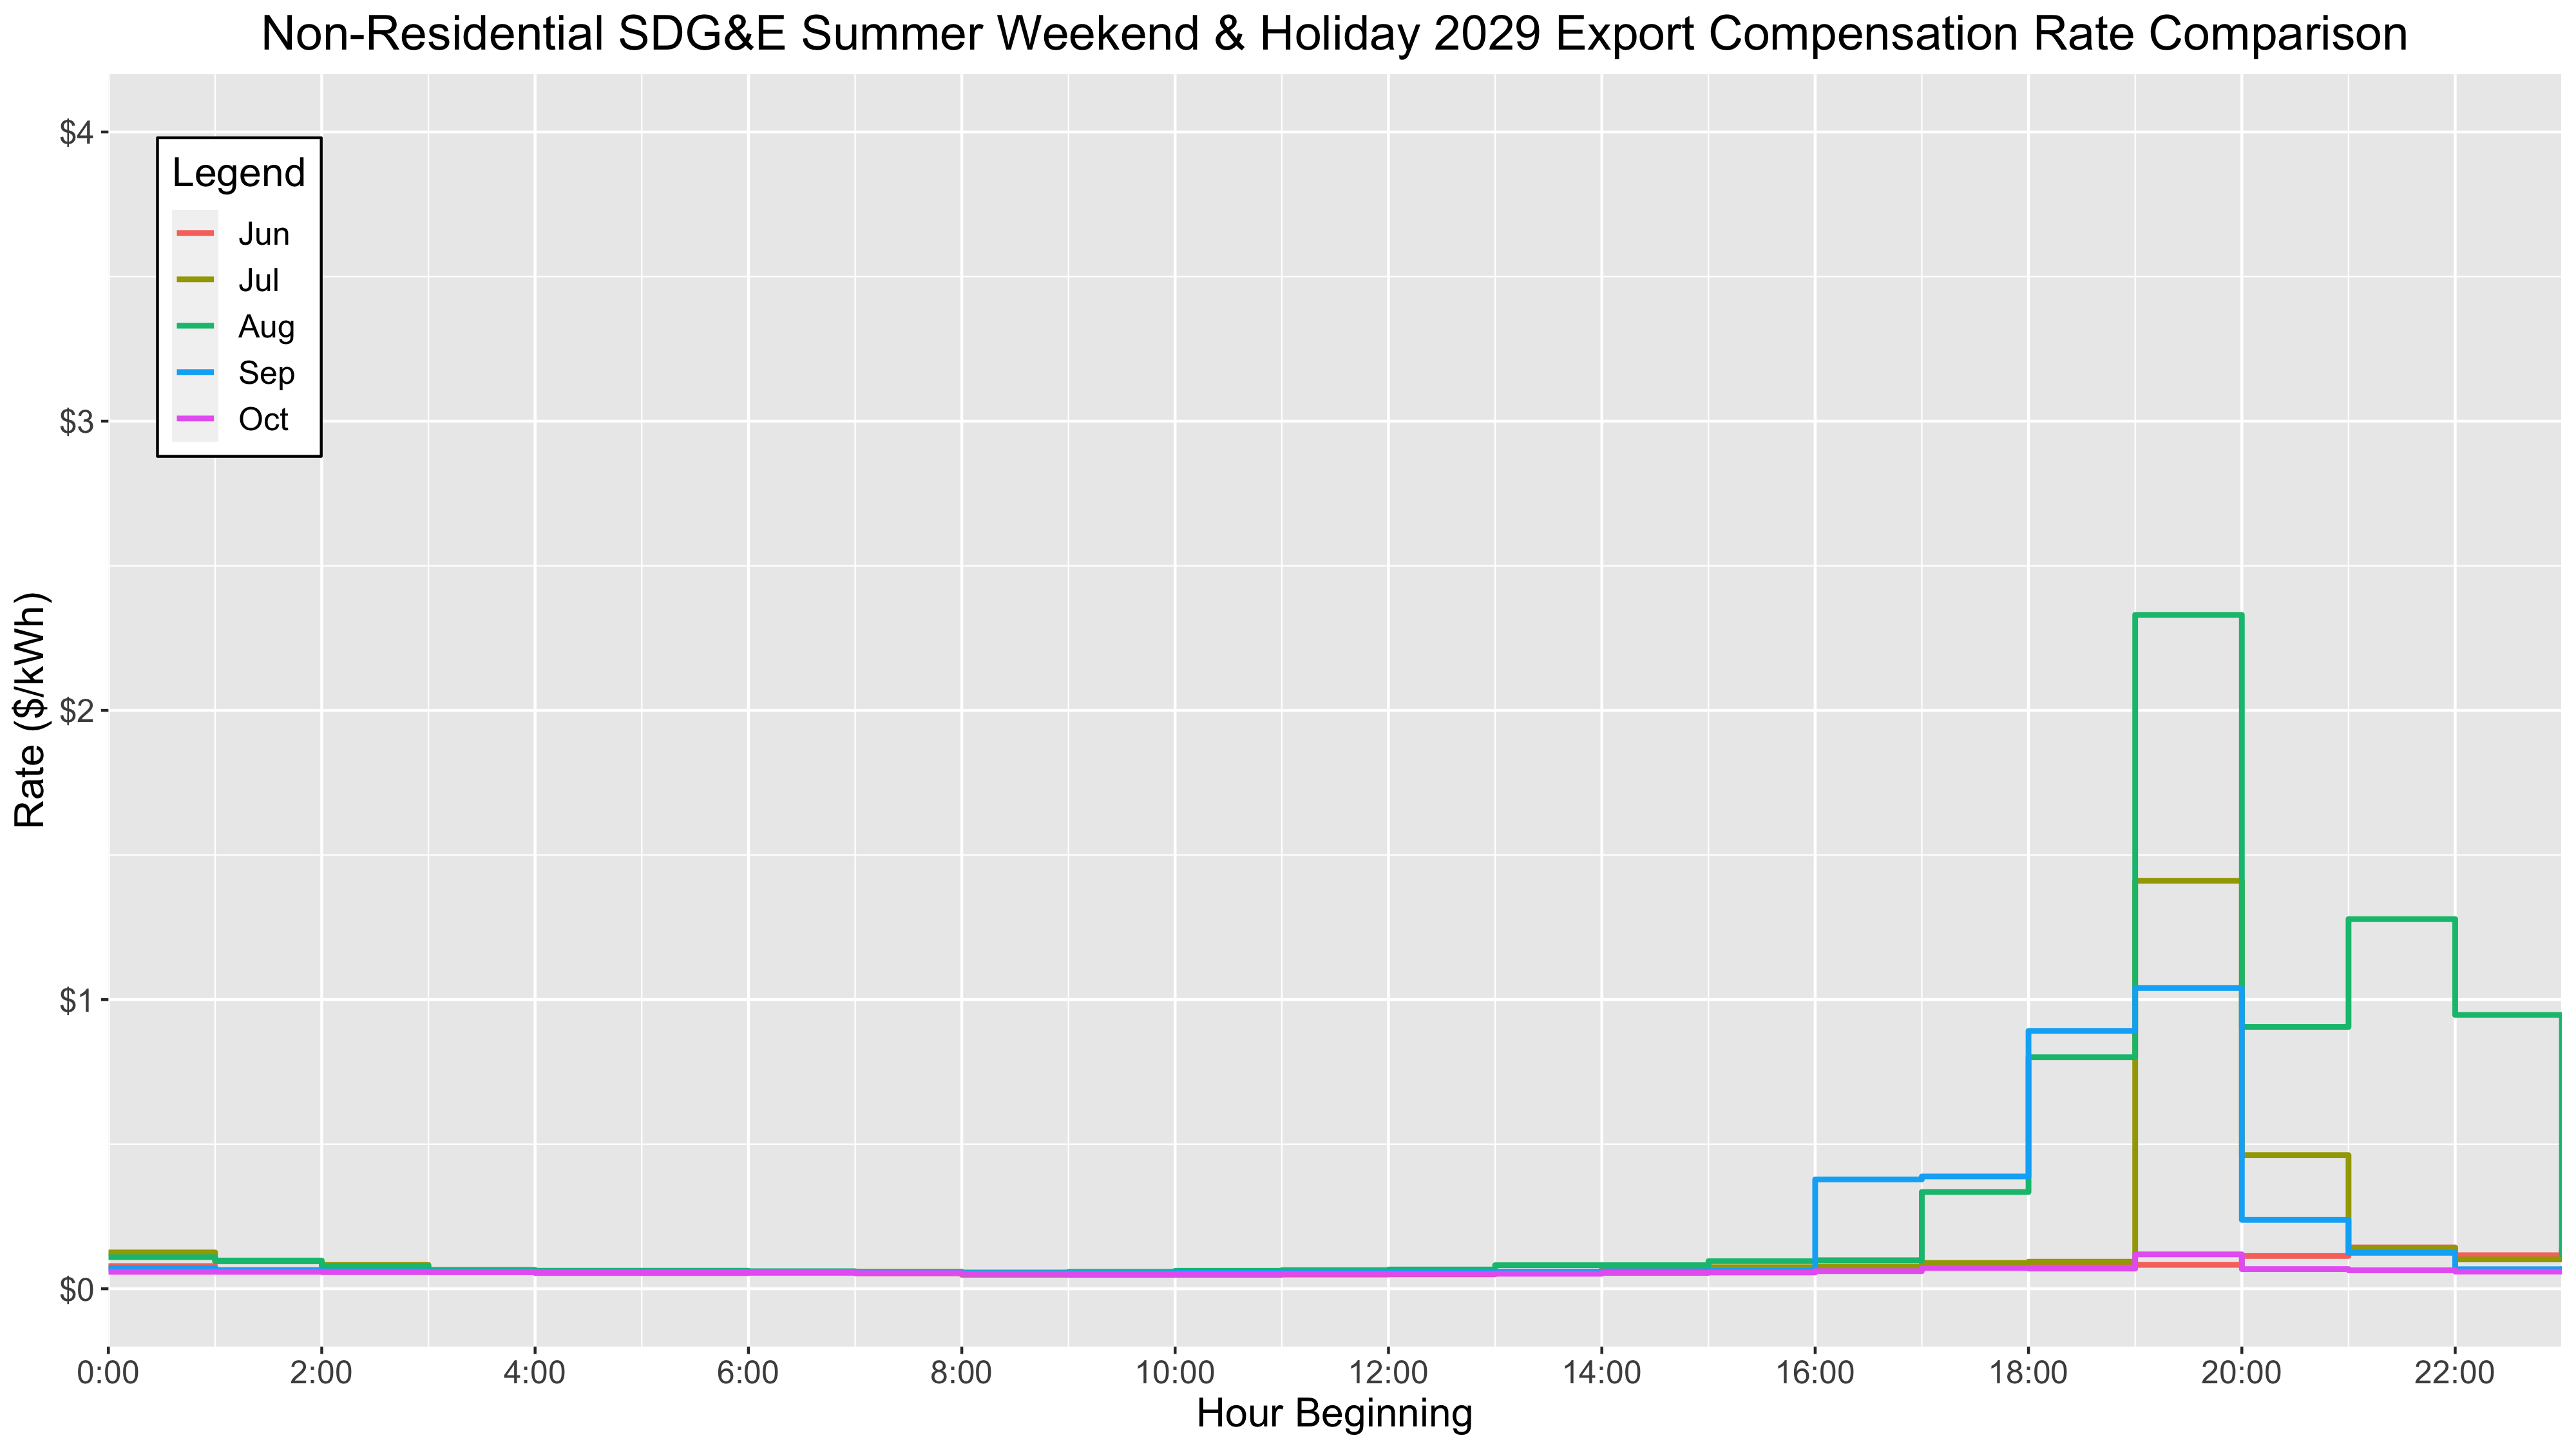 Non-Residential SDG&E Summer Weekend & Holiday 2029 Export Compensation Rate Comparison
Rate ($/kWh)
$4
$3
$2
$1
$0
Legend
Jun
Jul
Aug
Sep
Oct
0:00 2:00 4:00 6:00 8:00 10:00 12:00 14:00 16:00 18:00 20:00 22:00
Hour Beginning